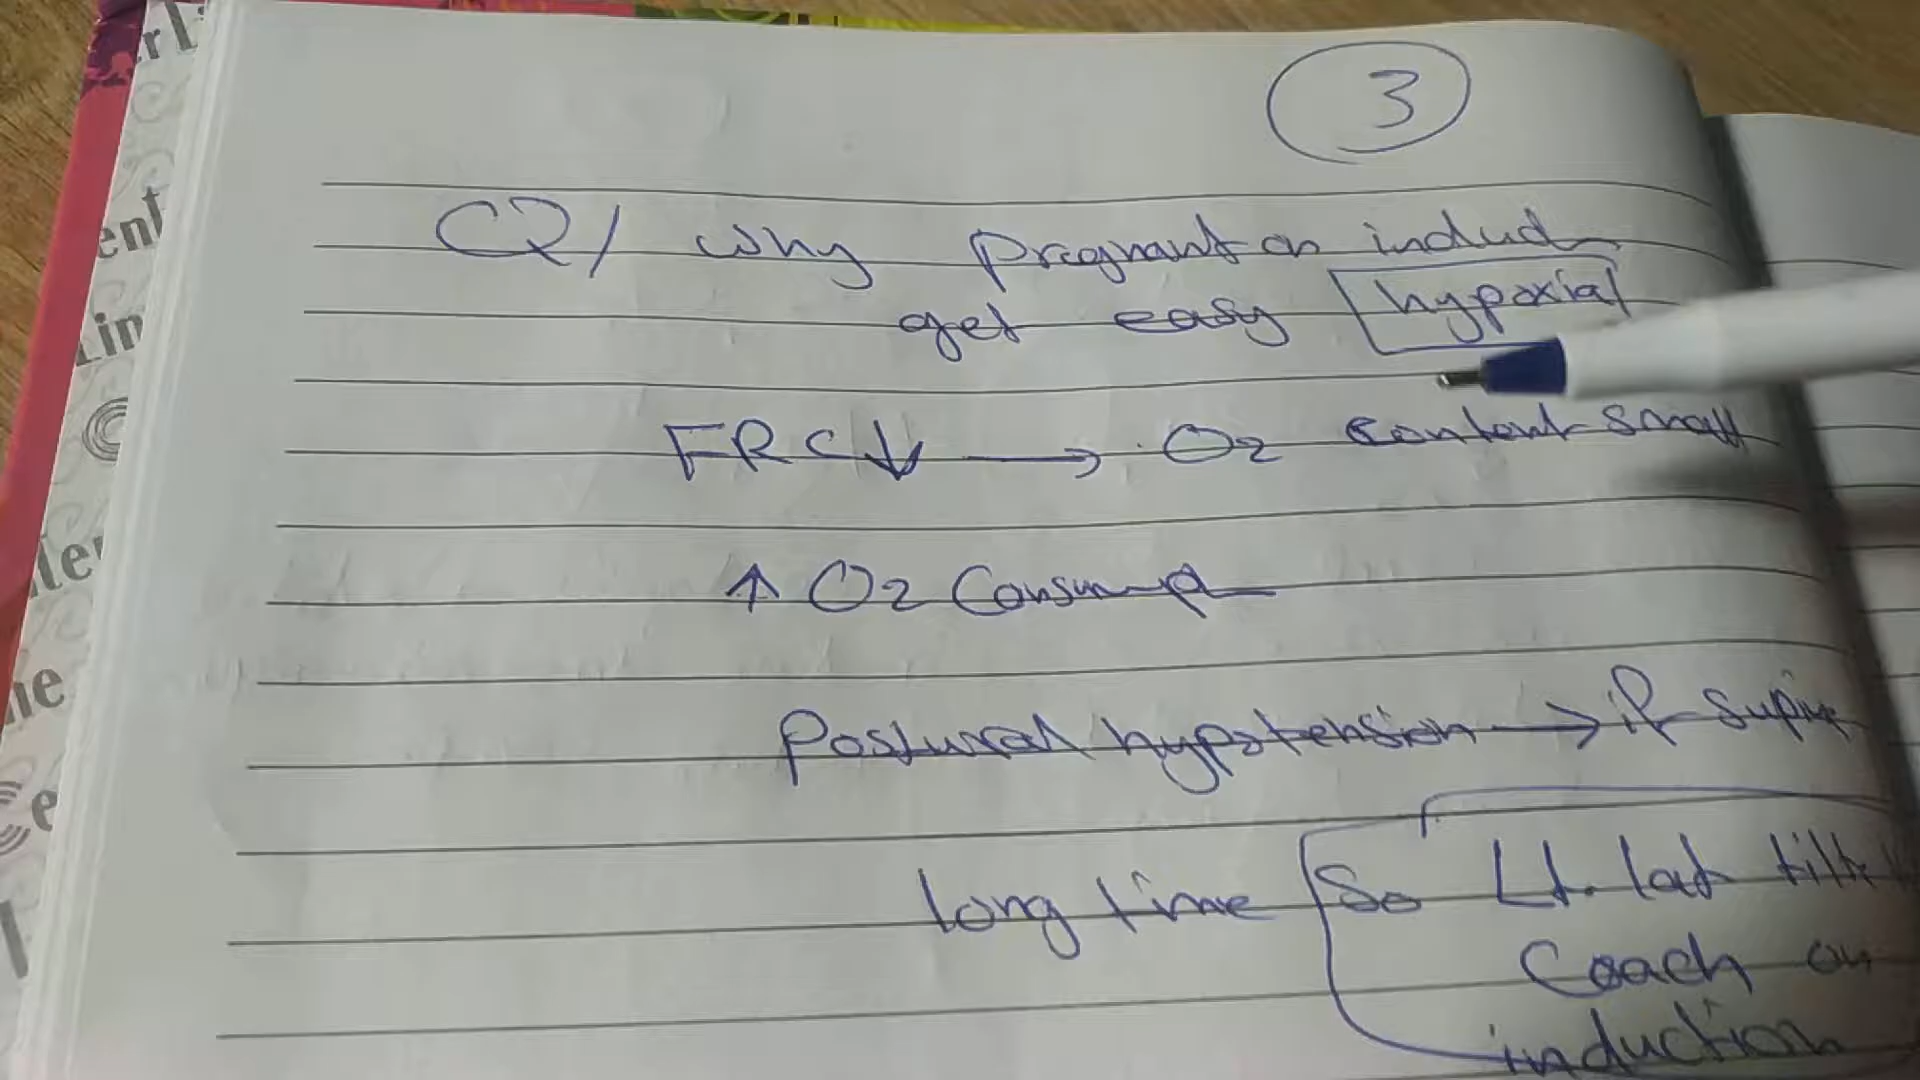 3
Q/ why pregnant on induct
get easy hypoxia
FRC↓ → O2 content small
↑ O2 Consump
Postural hypotension → if supine
long time So Lt. lat tilt
Coach on
induction